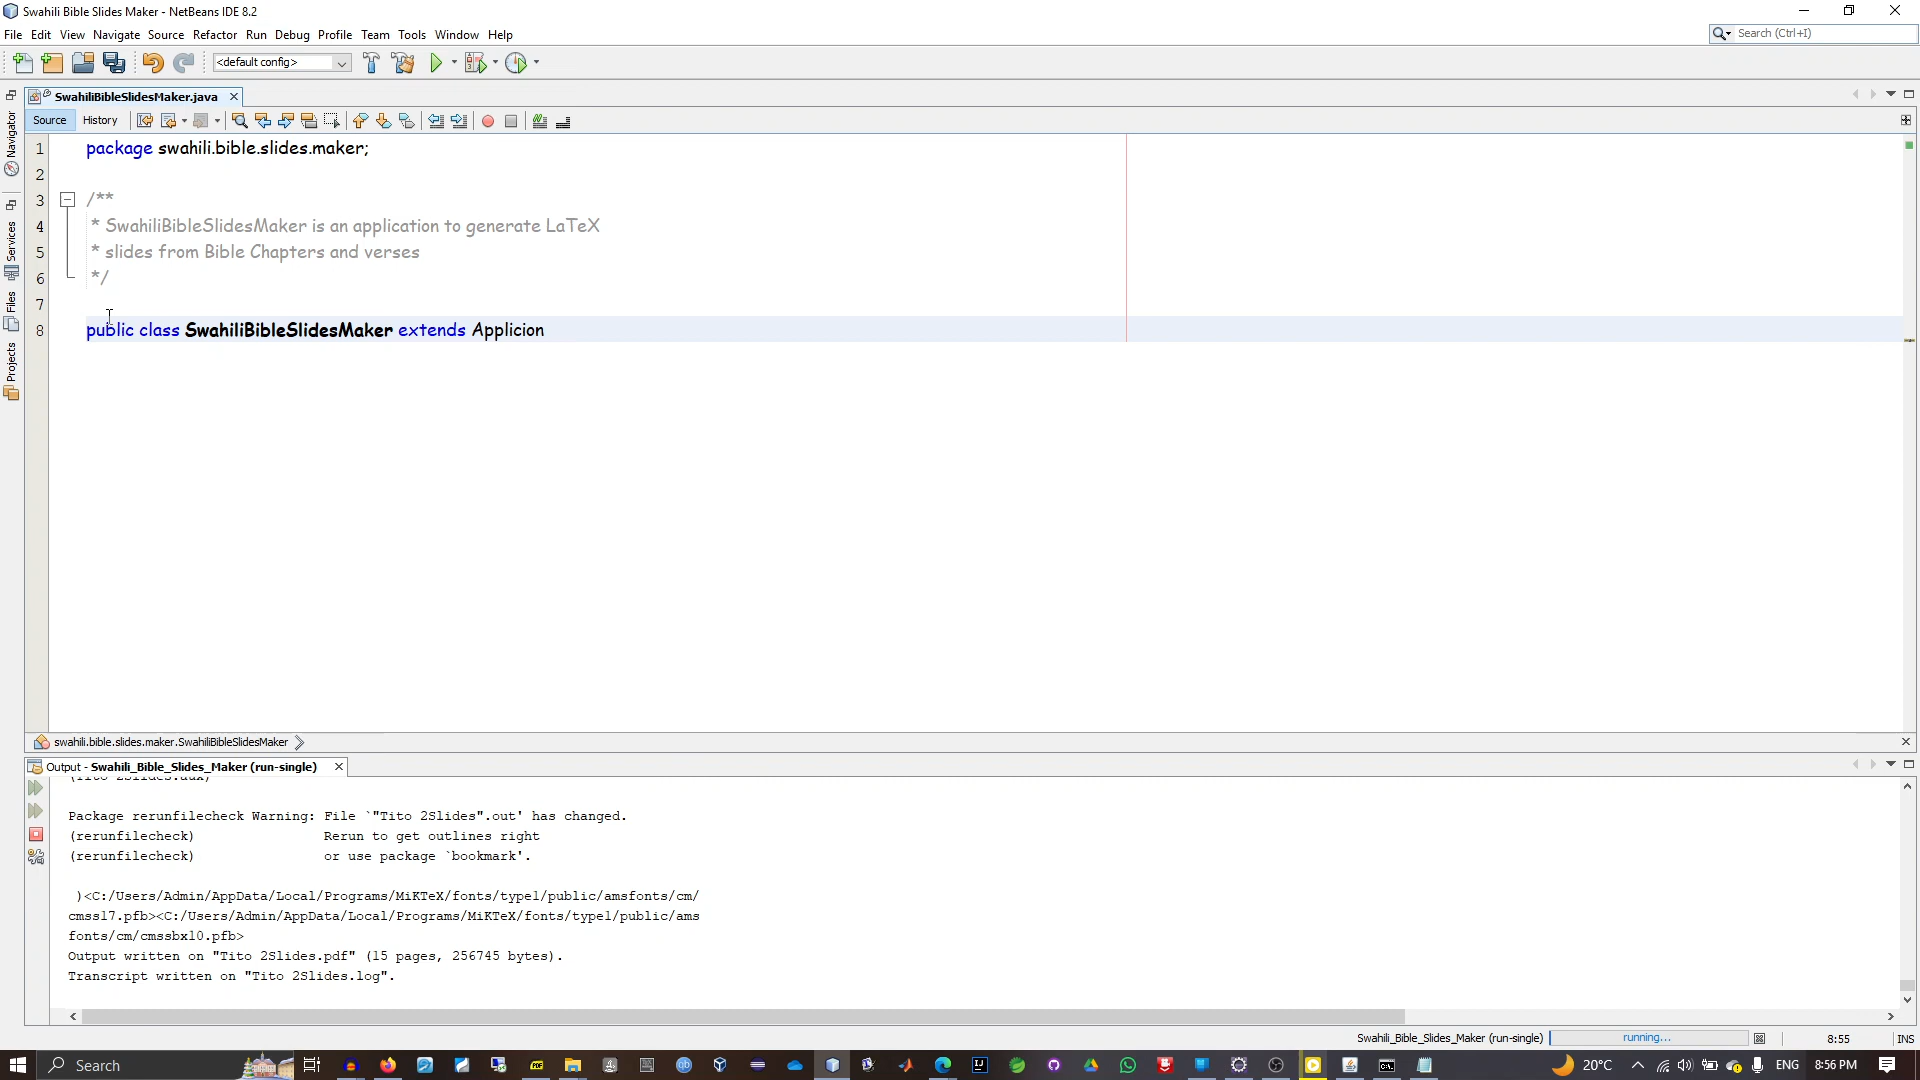 Swahili Bible Slides Maker - NetBeans IDE 8.2
File Edit View Navigate Source Refactor Run Debug Profile Team Tools Window Help
Search (Ctrl+I)
<default config>
SwahiliBibleSlidesMaker.java
Source History
Navigator
Services
Files
Projects
1 package swahili.bible.slides.maker;
2
3 /**
4 * SwahiliBibleSlidesMaker is an application to generate LaTeX
5 * slides from Bible Chapters and verses
6 */
7
8 public class SwahiliBibleSlidesMaker extends Applicion
swahili.bible.slides.maker.SwahiliBibleSlidesMaker
Output - Swahili_Bible_Slides_Maker (run-single)
Package rerunfilecheck Warning: File `"Tito 2Slides".out' has changed.
(rerunfilecheck) Rerun to get outlines right
(rerunfilecheck) or use package `bookmark'.
)<C:/Users/Admin/AppData/Local/Programs/MiKTeX/fonts/type1/public/amsfonts/cm/
cmss17.pfb><C:/Users/Admin/AppData/Local/Programs/MiKTeX/fonts/type1/public/ams
fonts/cm/cmssbx10.pfb>
Output written on "Tito 2Slides.pdf" (15 pages, 256745 bytes).
Transcript written on "Tito 2Slides.log".
Swahili_Bible_Slides_Maker (run-single) running... 8:55 INS
Search 20°C ENG 8:56 PM